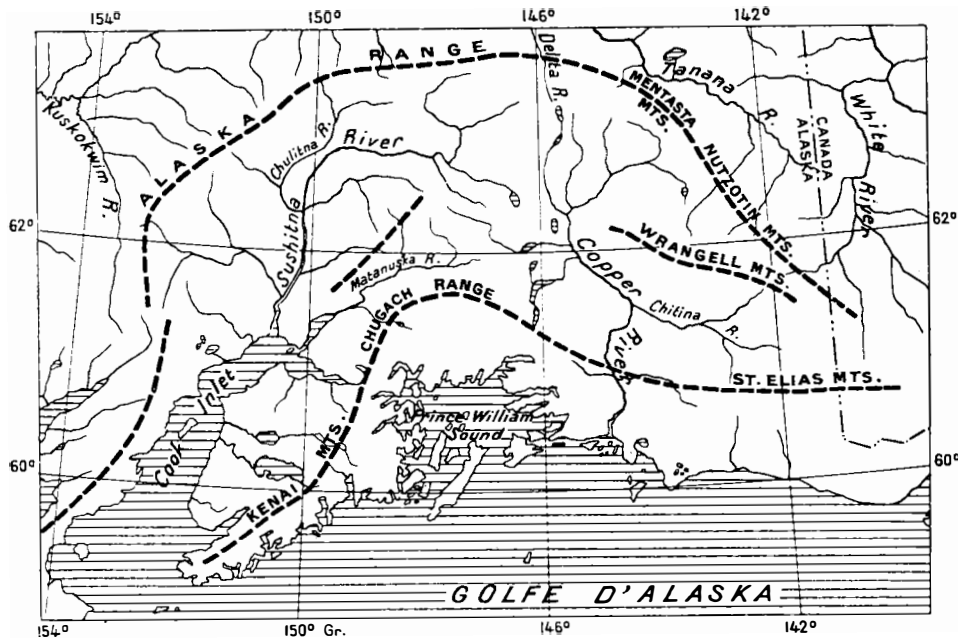 154° 150° 146° 142°
ALASKA RANGE
Delta R.
Tanana R.
MENTASTA MTS.
NUTZOTIN MTS.
CANADA
ALASKA
White River
Kuskokwim R.
Chulitna R.
Sushitna River
62° 62°
WRANGELL MTS.
Matanuska R.
Copper River
Chitina R.
CHUGACH RANGE
ST. ELIAS MTS.
Cook Inlet
Prince William
Sound
KENAI MTS.
60° 60°
GOLFE D'ALASKA
154° 150° Gr. 146° 142°